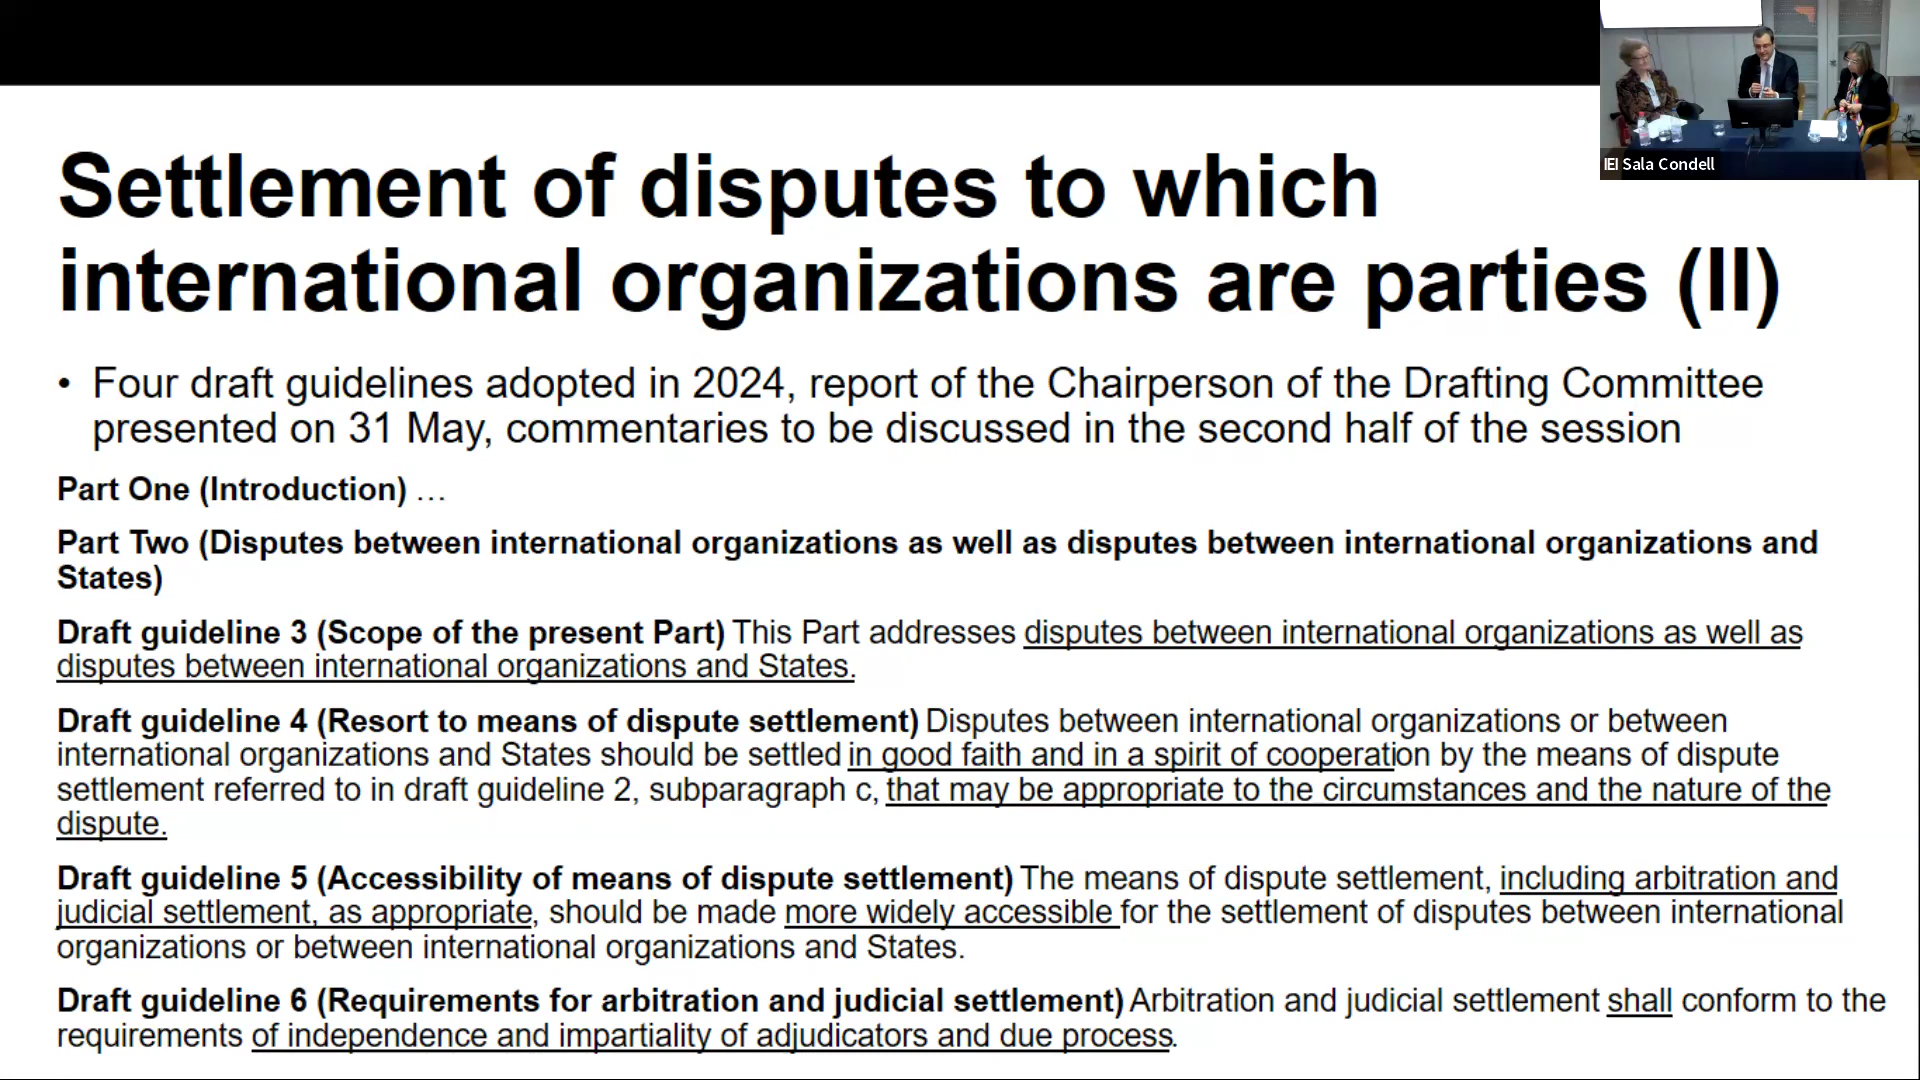 IEI Sala Condell
Settlement of disputes to which
international organizations are parties (II)
• Four draft guidelines adopted in 2024, report of the Chairperson of the Drafting Committee
presented on 31 May, commentaries to be discussed in the second half of the session
Part One (Introduction) …
Part Two (Disputes between international organizations as well as disputes between international organizations and
States)
Draft guideline 3 (Scope of the present Part) This Part addresses disputes between international organizations as well as
disputes between international organizations and States.
Draft guideline 4 (Resort to means of dispute settlement) Disputes between international organizations or between
international organizations and States should be settled in good faith and in a spirit of cooperation by the means of dispute
settlement referred to in draft guideline 2, subparagraph c, that may be appropriate to the circumstances and the nature of the
dispute.
Draft guideline 5 (Accessibility of means of dispute settlement) The means of dispute settlement, including arbitration and
judicial settlement, as appropriate, should be made more widely accessible for the settlement of disputes between international
organizations or between international organizations and States.
Draft guideline 6 (Requirements for arbitration and judicial settlement) Arbitration and judicial settlement shall conform to the
requirements of independence and impartiality of adjudicators and due process.